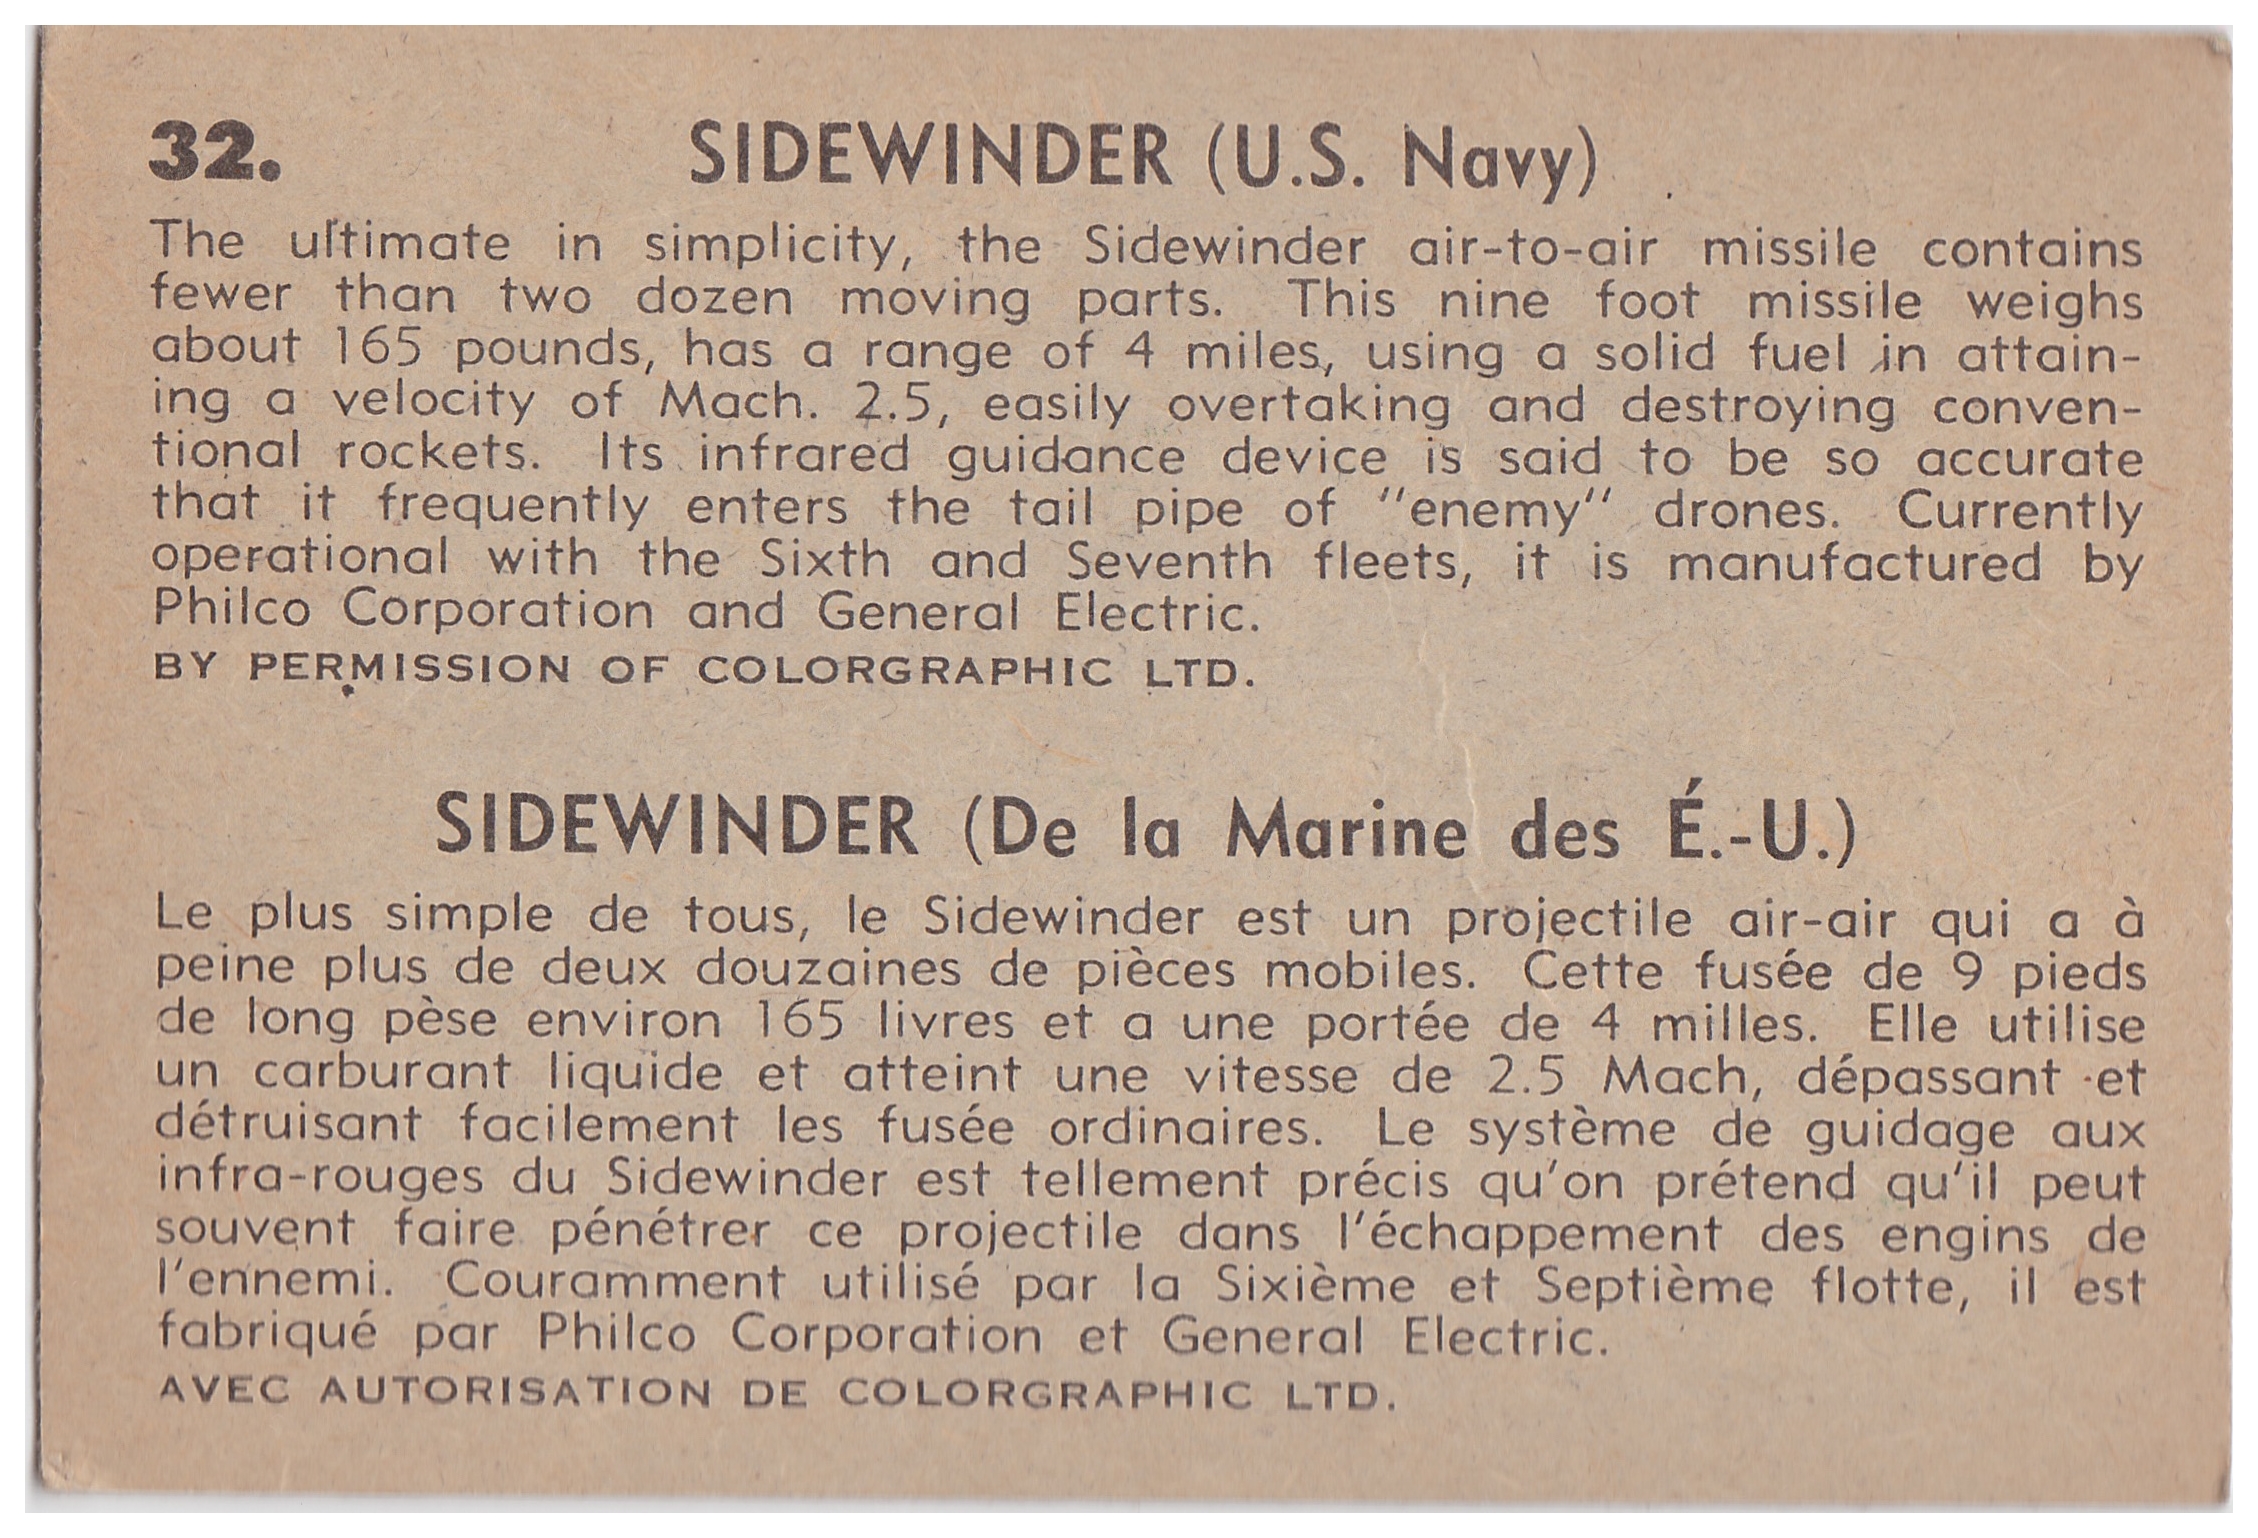 32. SIDEWINDER (U.S. Navy)
The ultimate in simplicity, the Sidewinder air-to-air missile contains
fewer than two dozen moving parts. This nine foot missile weighs
about 165 pounds, has a range of 4 miles, using a solid fuel in attain-
ing a velocity of Mach. 2.5, easily overtaking and destroying conven-
tional rockets. Its infrared guidance device is said to be so accurate
that it frequently enters the tail pipe of "enemy" drones. Currently
operational with the Sixth and Seventh fleets, it is manufactured by
Philco Corporation and General Electric.
BY PERMISSION OF COLORGRAPHIC LTD.
SIDEWINDER (De la Marine des É.-U.)
Le plus simple de tous, le Sidewinder est un projectile air-air qui a à
peine plus de deux douzaines de pièces mobiles. Cette fusée de 9 pieds
de long pèse environ 165 livres et a une portée de 4 milles. Elle utilise
un carburant liquide et atteint une vitesse de 2.5 Mach, dépassant et
détruisant facilement les fusée ordinaires. Le système de guidage aux
infra-rouges du Sidewinder est tellement précis qu'on prétend qu'il peut
souvent faire pénétrer ce projectile dans l'échappement des engins de
l'ennemi. Couramment utilisé par la Sixième et Septième flotte, il est
fabriqué par Philco Corporation et General Electric.
AVEC AUTORISATION DE COLORGRAPHIC LTD.